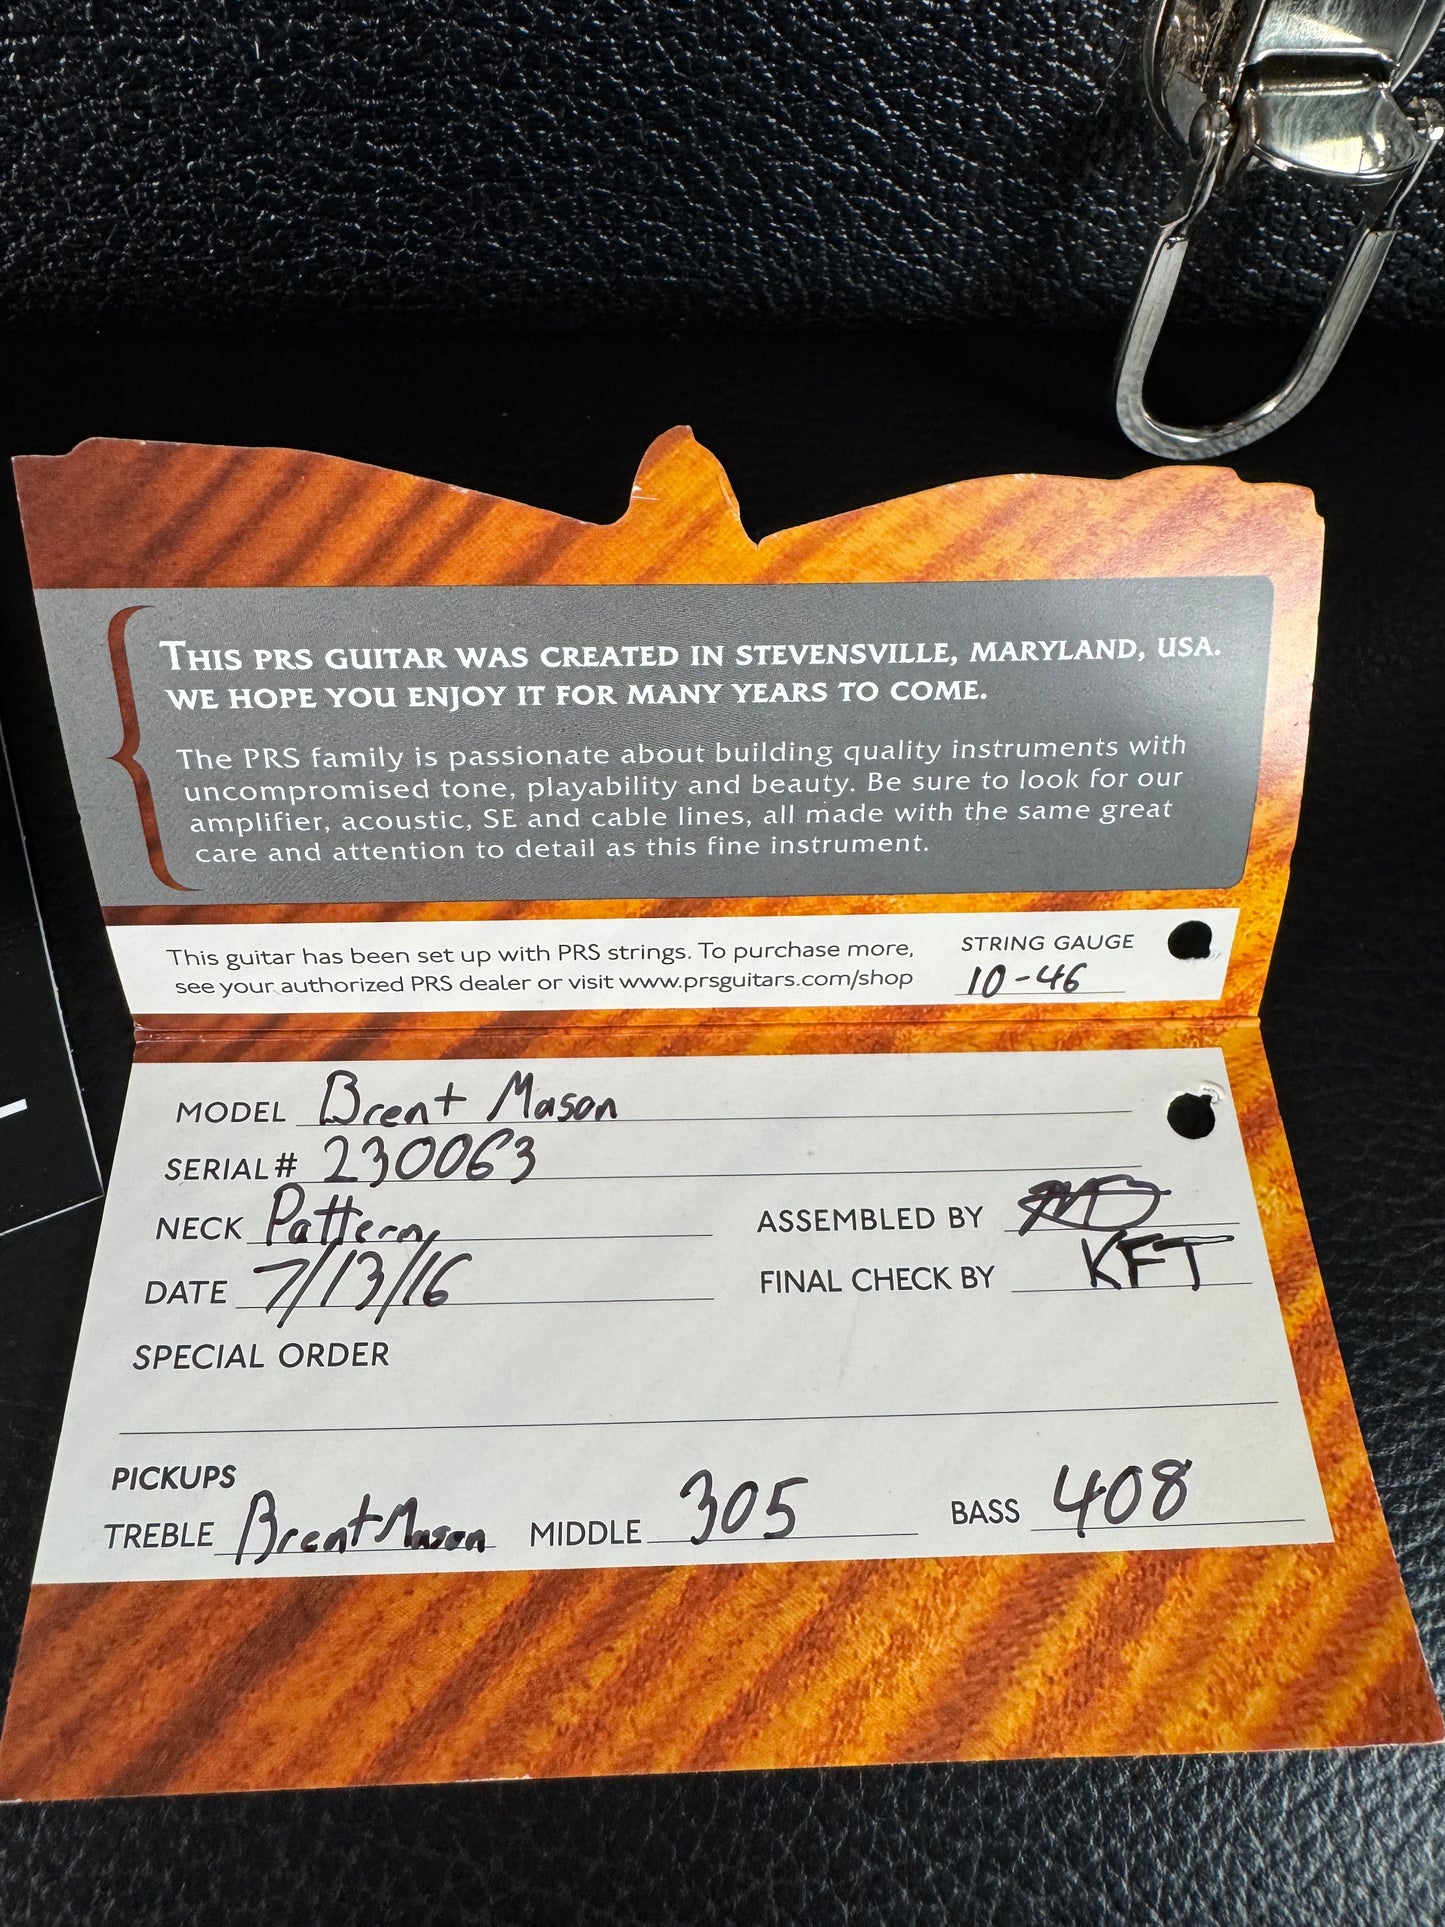 THIS PRS GUITAR WAS CREATED IN STEVENSVILLE, MARYLAND, USA.
WE HOPE YOU ENJOY IT FOR MANY YEARS TO COME.
The PRS family is passionate about building quality instruments with
uncompromised tone, playability and beauty. Be sure to look for our
amplifier, acoustic, SE and cable lines, all made with the same great
care and attention to detail as this fine instrument.
This guitar has been set up with PRS strings. To purchase more,
see your authorized PRS dealer or visit www.prsguitars.com/shop
STRING GAUGE
10-46
MODEL Brent Mason
SERIAL# 230063
NECK Pattern
ASSEMBLED BY
DATE 7/13/16
FINAL CHECK BY KFT
SPECIAL ORDER
PICKUPS
TREBLE Brent Mason MIDDLE 305 BASS 408